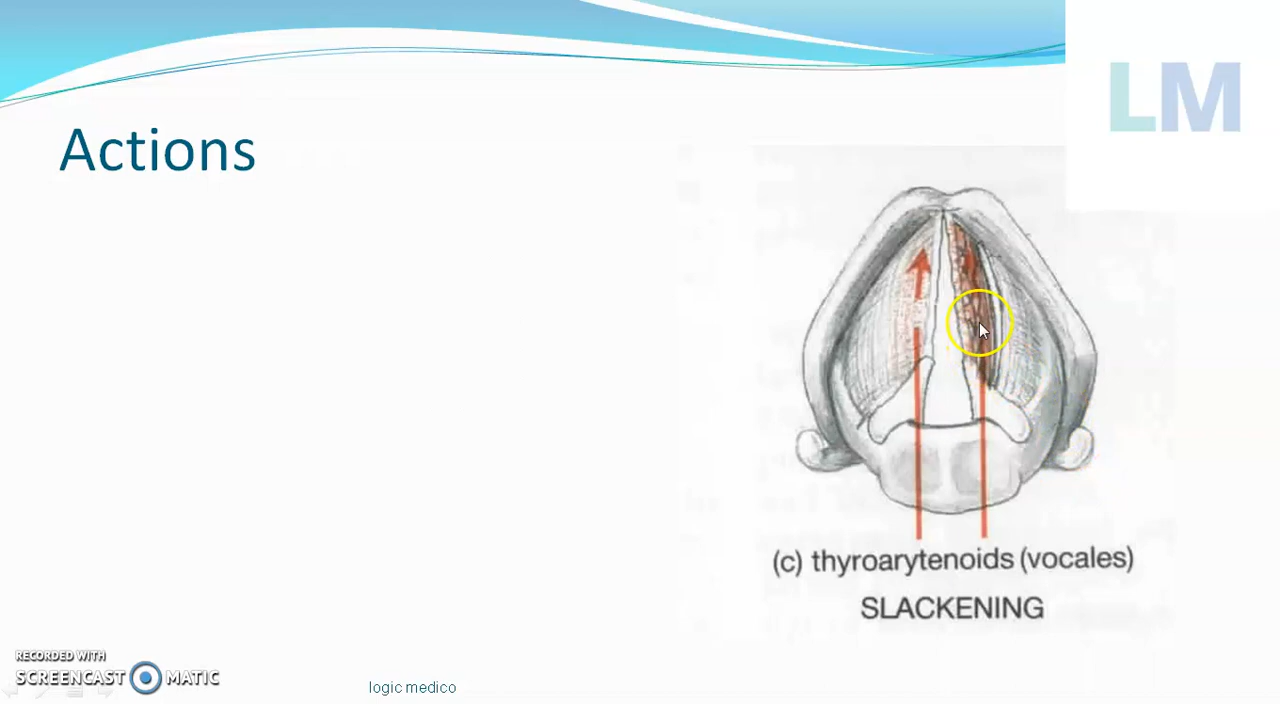 LM
Actions
(c) thyroarytenoids (vocales)
SLACKENING
RECORDED WITH
SCREENCAST MATIC
logic medico